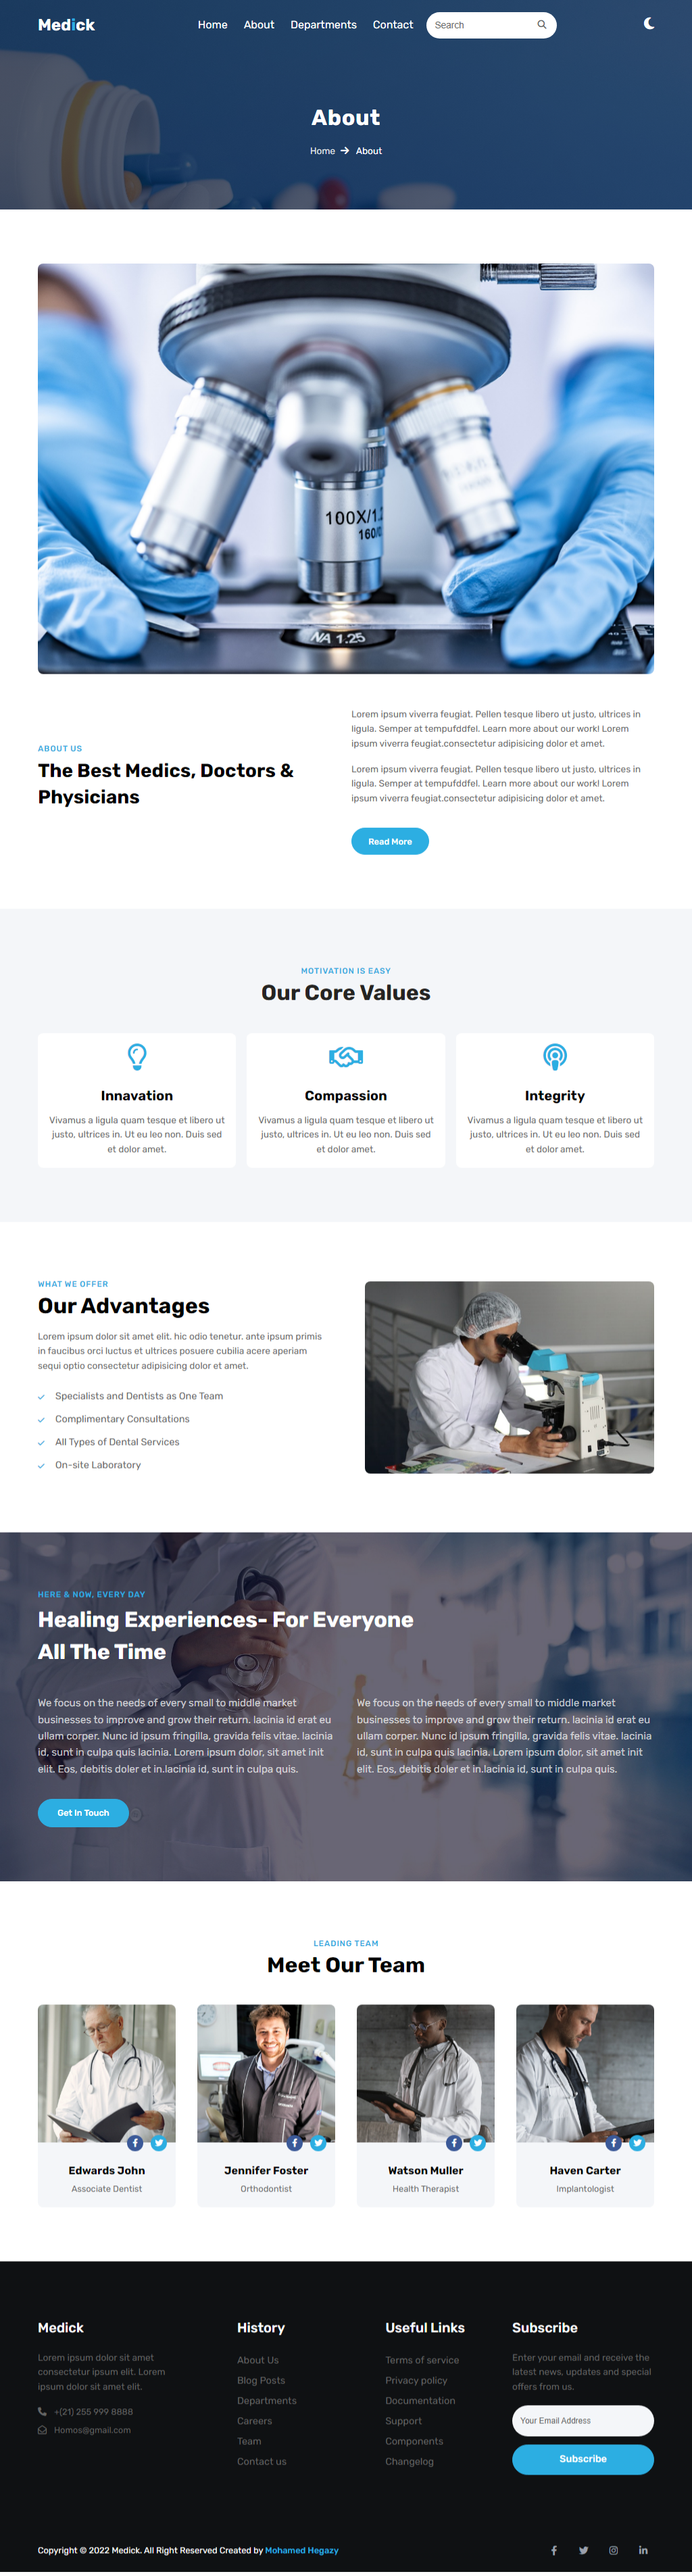 Medick
Home About Departments Contact Search
About
Home → About
100X/1.2
160/0
NA 1.25
ABOUT US
The Best Medics, Doctors &
Physicians
Lorem ipsum viverra feugiat. Pellen tesque libero ut justo, ultrices in
ligula. Semper at tempufddfel. Learn more about our work! Lorem
ipsum viverra feugiat.consectetur adipisicing dolor et amet.
Lorem ipsum viverra feugiat. Pellen tesque libero ut justo, ultrices in
ligula. Semper at tempufddfel. Learn more about our work! Lorem
ipsum viverra feugiat.consectetur adipisicing dolor et amet.
Read More
MOTIVATION IS EASY
Our Core Values
Innavation
Vivamus a ligula quam tesque et libero ut
justo, ultrices in. Ut eu leo non. Duis sed
et dolor amet.
Compassion
Vivamus a ligula quam tesque et libero ut
justo, ultrices in. Ut eu leo non. Duis sed
et dolor amet.
Integrity
Vivamus a ligula quam tesque et libero ut
justo, ultrices in. Ut eu leo non. Duis sed
et dolor amet.
WHAT WE OFFER
Our Advantages
Lorem ipsum dolor sit amet elit. hic odio tenetur. ante ipsum primis
in faucibus orci luctus et ultrices posuere cubilia acere aperiam
sequi optio consectetur adipisicing dolor et amet.
Specialists and Dentists as One Team
Complimentary Consultations
All Types of Dental Services
On-site Laboratory
HERE & NOW, EVERY DAY
Healing Experiences- For Everyone
All The Time
We focus on the needs of every small to middle market
businesses to improve and grow their return. lacinia id erat eu
ullam corper. Nunc id ipsum fringilla, gravida felis vitae. lacinia
id, sunt in culpa quis lacinia. Lorem ipsum dolor, sit amet init
elit. Eos, debitis doler et in.lacinia id, sunt in culpa quis.
We focus on the needs of every small to middle market
businesses to improve and grow their return. lacinia id erat eu
ullam corper. Nunc id ipsum fringilla, gravida felis vitae. lacinia
id, sunt in culpa quis lacinia. Lorem ipsum dolor, sit amet init
elit. Eos, debitis doler et in.lacinia id, sunt in culpa quis.
Get In Touch
LEADING TEAM
Meet Our Team
Edwards John
Associate Dentist
Jennifer Foster
Orthodontist
Watson Muller
Health Therapist
Haven Carter
Implantologist
Medick
Lorem ipsum dolor sit amet
consectetur ipsum elit. Lorem
ipsum dolor sit amet elit.
+(21) 255 999 8888
Homos@gmail.com
History
About Us
Blog Posts
Departments
Careers
Team
Contact us
Useful Links
Terms of service
Privacy policy
Documentation
Support
Components
Changelog
Subscribe
Enter your email and receive the
latest news, updates and special
offers from us.
Your Email Address
Subscribe
Copyright © 2022 Medick. All Right Reserved Created by Mohamed Hegazy